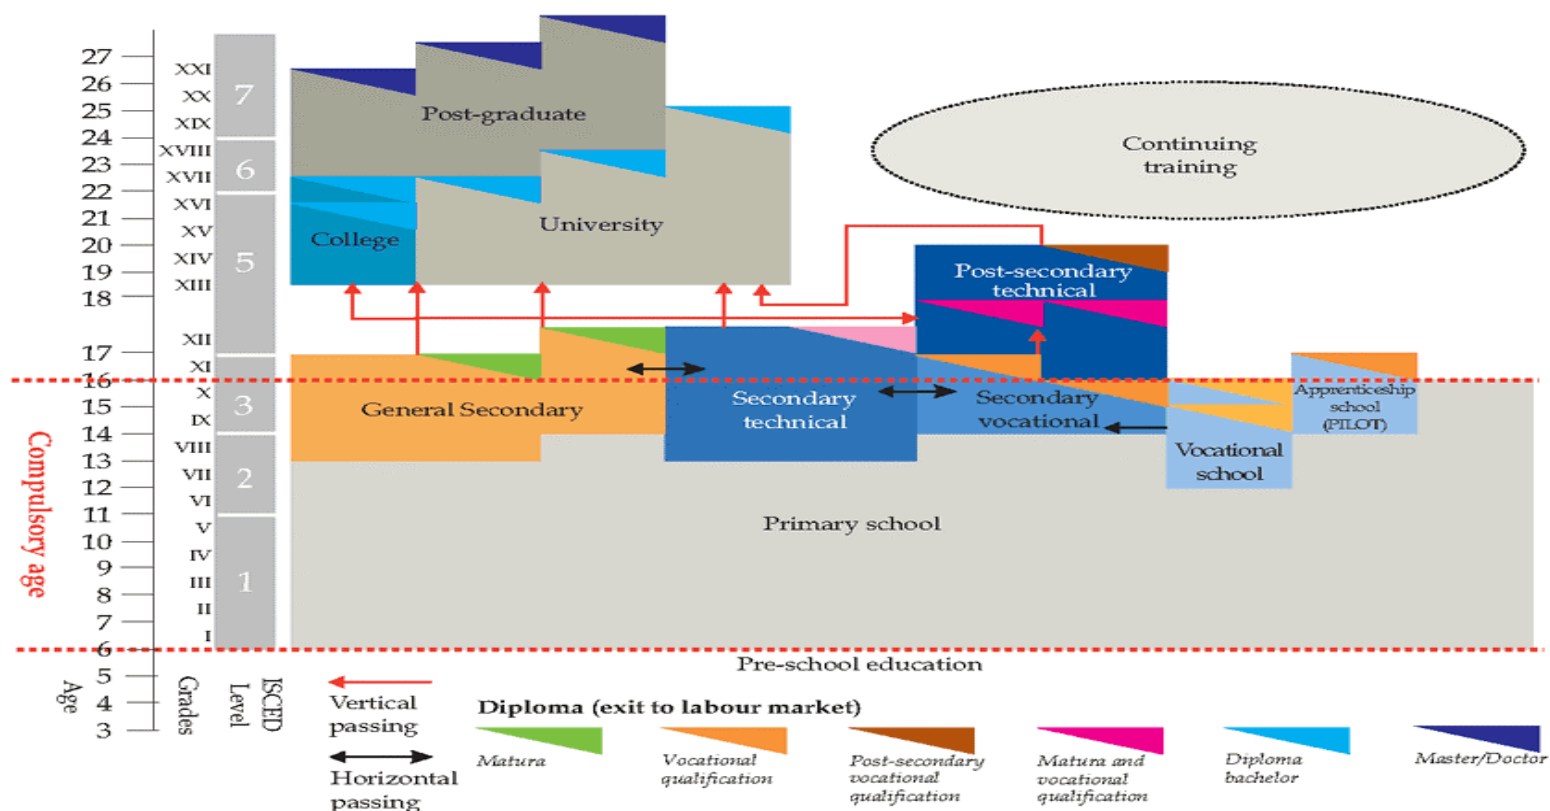 27
26
25
24
23
22
21
20
19
18
17
16
15
14
13
12
11
10
9
8
7
6
5
4
3
Age
Compulsory age
XXI
XX
XIX
XVIII
XVII
XVI
XV
XIV
XIII
XII
XI
X
IX
VIII
VII
VI
V
IV
III
II
I
Grades
7
6
5
3
2
1
ISCED
Level
Post-graduate
College
University
Continuing
training
Post-secondary
technical
General Secondary
Secondary
technical
Secondary
vocational
Vocational
school
Apprenticeship
school
(PILOT)
Primary school
Pre-school education
Vertical
passing
Horizontal
passing
Diploma (exit to labour market)
Matura
Vocational
qualification
Post-secondary
vocational
qualification
Matura and
vocational
qualification
Diploma
bachelor
Master/Doctor